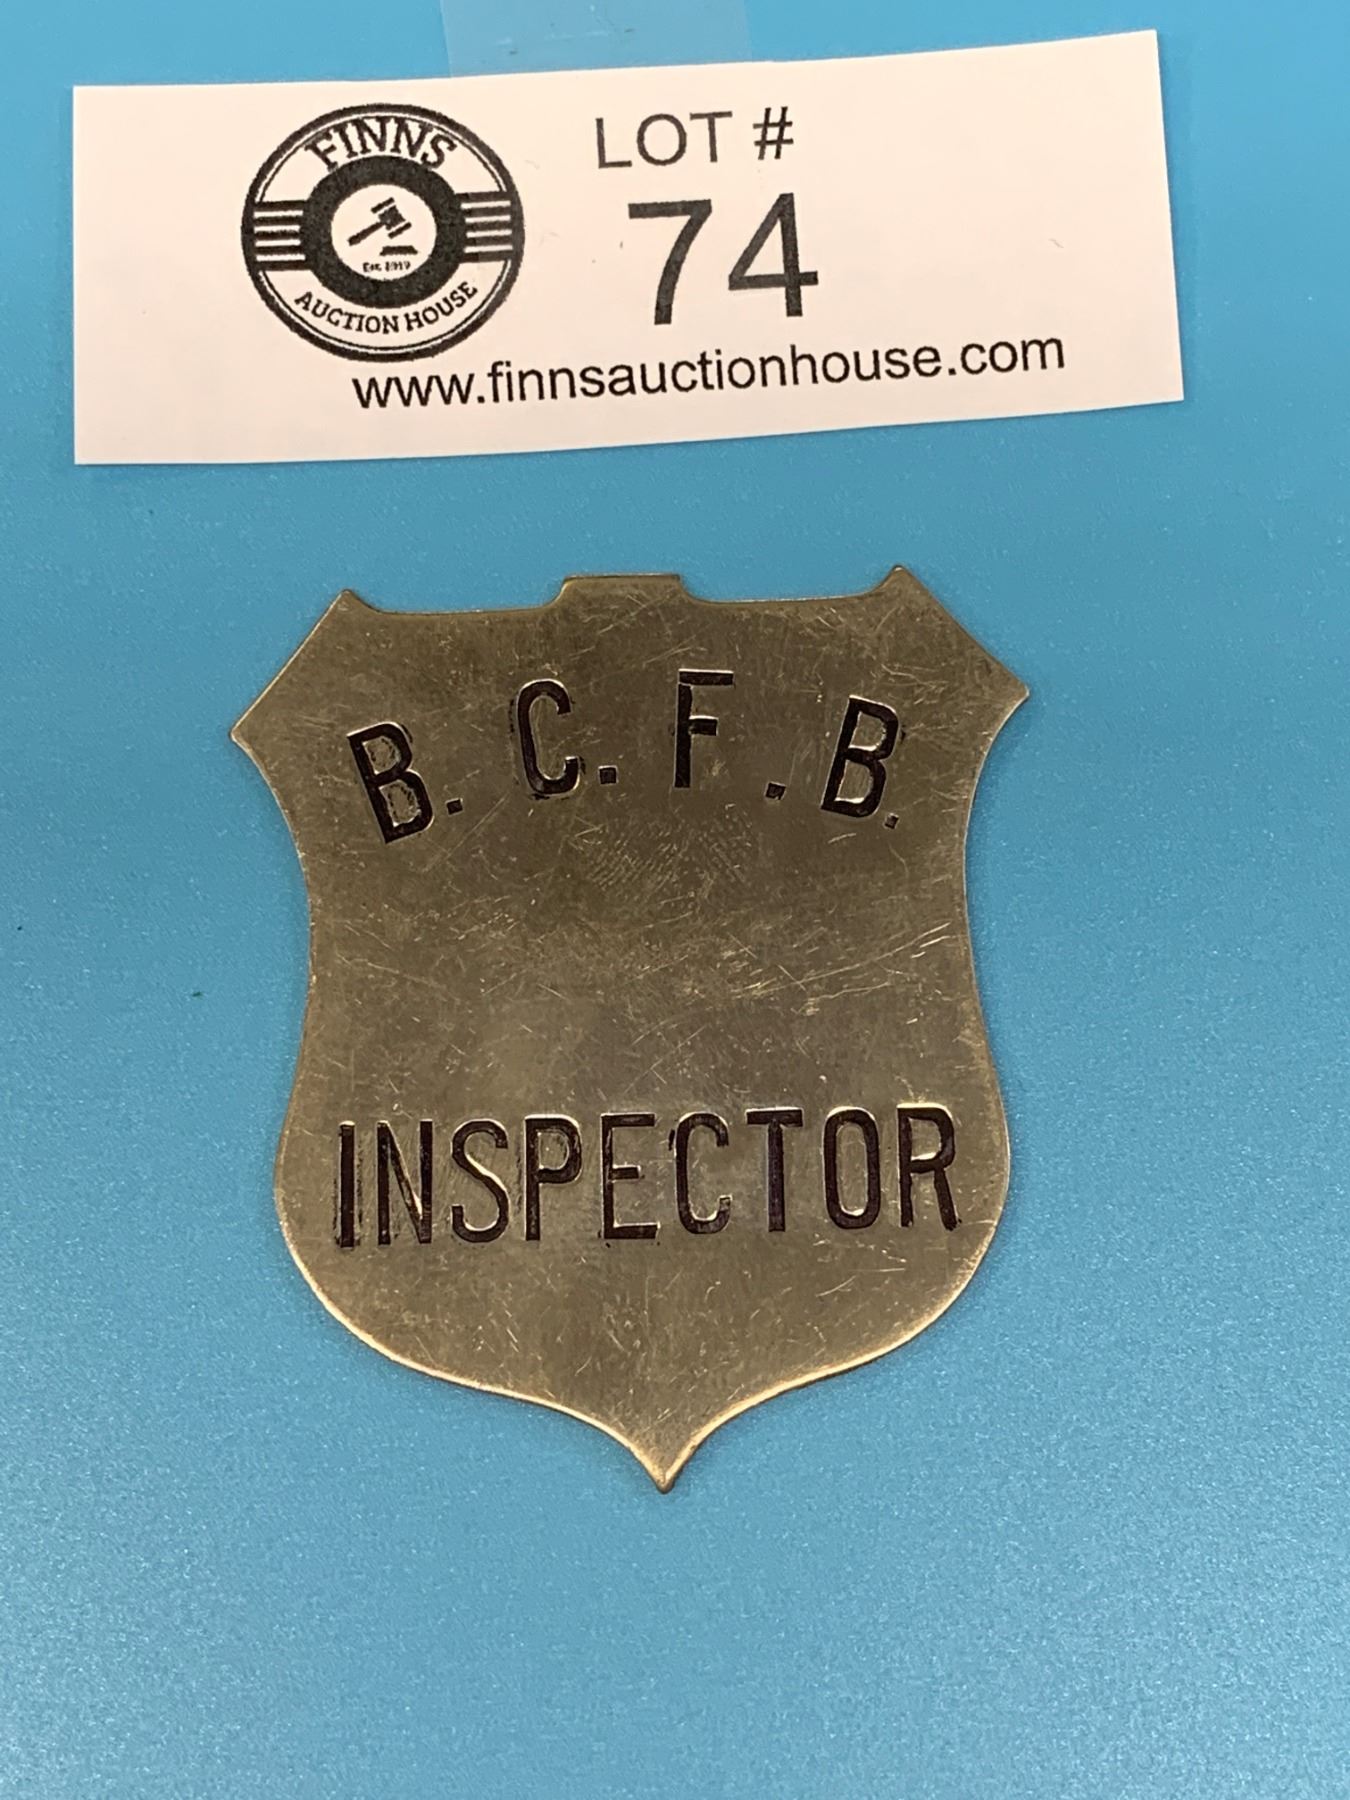 FINNS
Est. 1919
AUCTION HOUSE
LOT #
74
www.finnsauctionhouse.com
B. C. F. B.
INSPECTOR